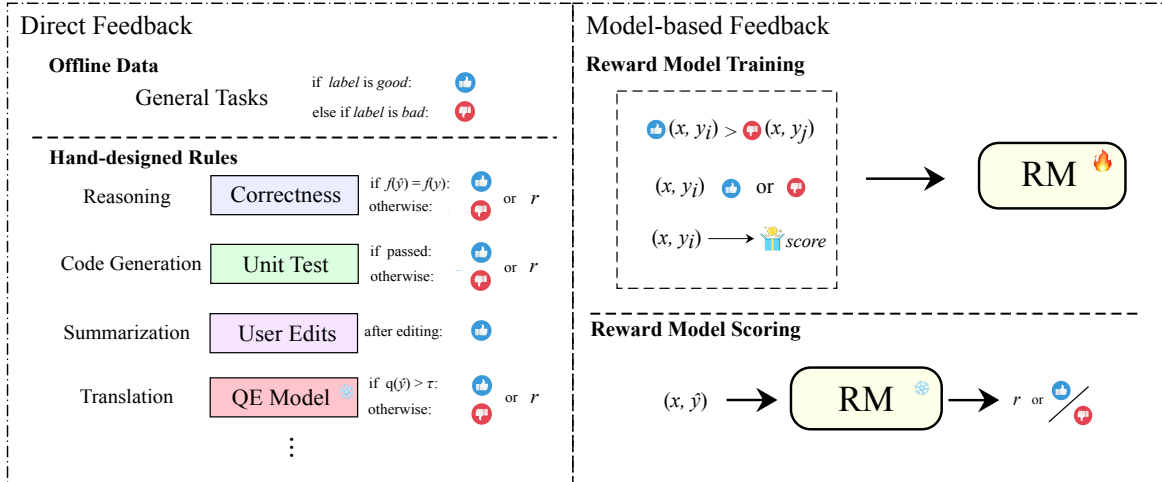 Direct Feedback
Offline Data
General Tasks
if label is good:
else if label is bad:
Hand-designed Rules
Reasoning
Correctness
if f(ŷ) = f(y):
otherwise:
or r
Code Generation
Unit Test
if passed:
otherwise:
or r
Summarization
User Edits
after editing:
Translation
QE Model
if q(ŷ) > τ:
otherwise:
or r
⋮
Model-based Feedback
Reward Model Training
(x, yᵢ) > (x, yⱼ)
(x, yᵢ) or
(x, yᵢ) score
RM
Reward Model Scoring
(x, ŷ)
RM
r or /